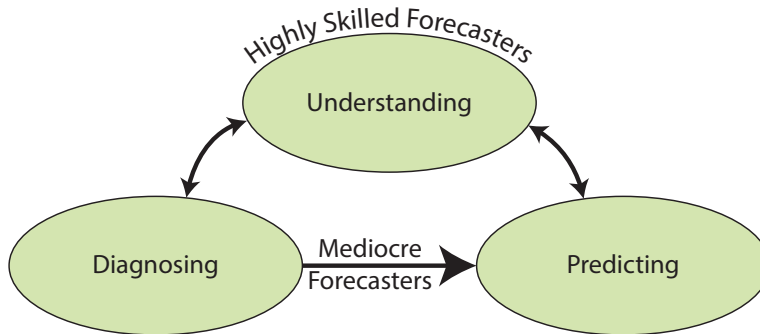 Highly Skilled Forecasters
Understanding
Diagnosing
Mediocre
Forecasters
Predicting